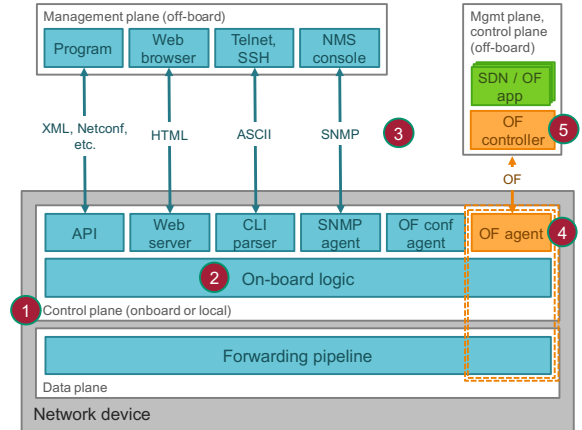 Management plane (off-board)
Program
Web
browser
Telnet,
SSH
NMS
console
Mgmt plane,
control plane
(off-board)
SDN / OF
app
OF
controller
5
XML, Netconf,
etc.
HTML
ASCII
SNMP
3
OF
API
Web
server
CLI
parser
SNMP
agent
OF conf
agent
OF agent
4
2
On-board logic
1
Control plane (onboard or local)
Forwarding pipeline
Data plane
Network device